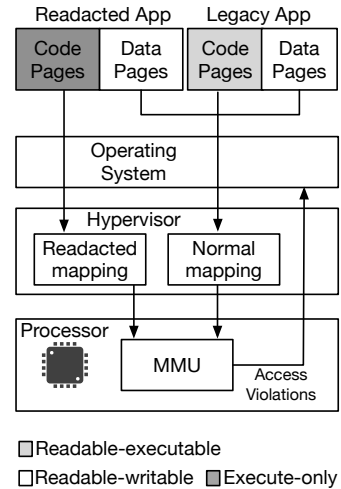 Readacted App Legacy App
Code Pages
Data Pages
Code Pages
Data Pages
Operating
System
Hypervisor
Readacted
mapping
Normal
mapping
Processor
MMU
Access
Violations
Readable-executable
Readable-writable Execute-only